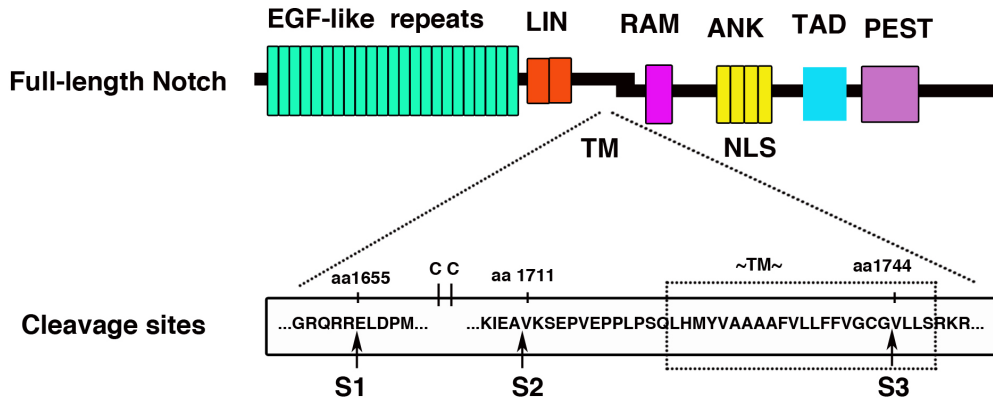 EGF-like repeats LIN RAM ANK TAD PEST
Full-length Notch
TM NLS
aa1655 C C aa 1711 ~TM~ aa1744
Cleavage sites ...GRQRRELDPM... ...KIEAVKSEPVEPPLPSQLHMYVAAAAFVLLFFVGCGVLLSRKR...
S1 S2 S3